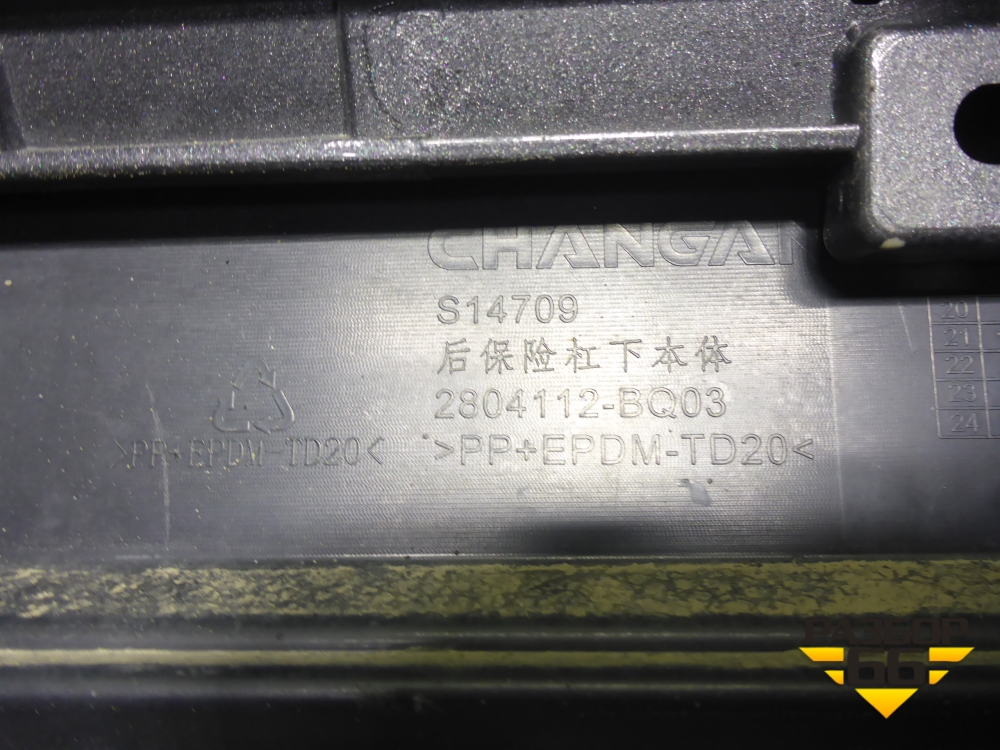 CHANGAN
S14709
后保险杠下本体
2804112-BQ03
>PP+EPDM-TD20<
>PP+EPDM-TD20<
20
21
22
23
24
РАЗБОР
66